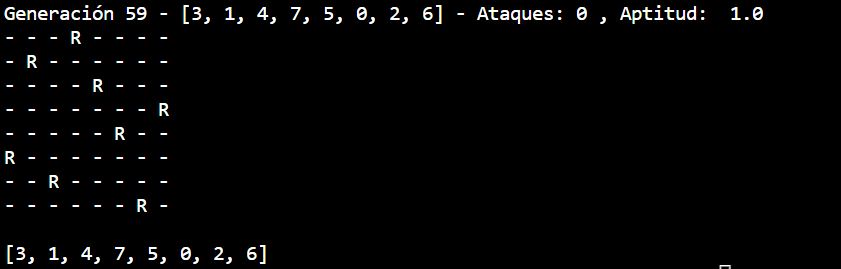 Generación 59 - [3, 1, 4, 7, 5, 0, 2, 6] - Ataques: 0 , Aptitud:  1.0
- - - R - - - -
- R - - - - - -
- - - - R - - -
- - - - - - - R
- - - - - R - -
R - - - - - - -
- - R - - - - -
- - - - - - R -
[3, 1, 4, 7, 5, 0, 2, 6]